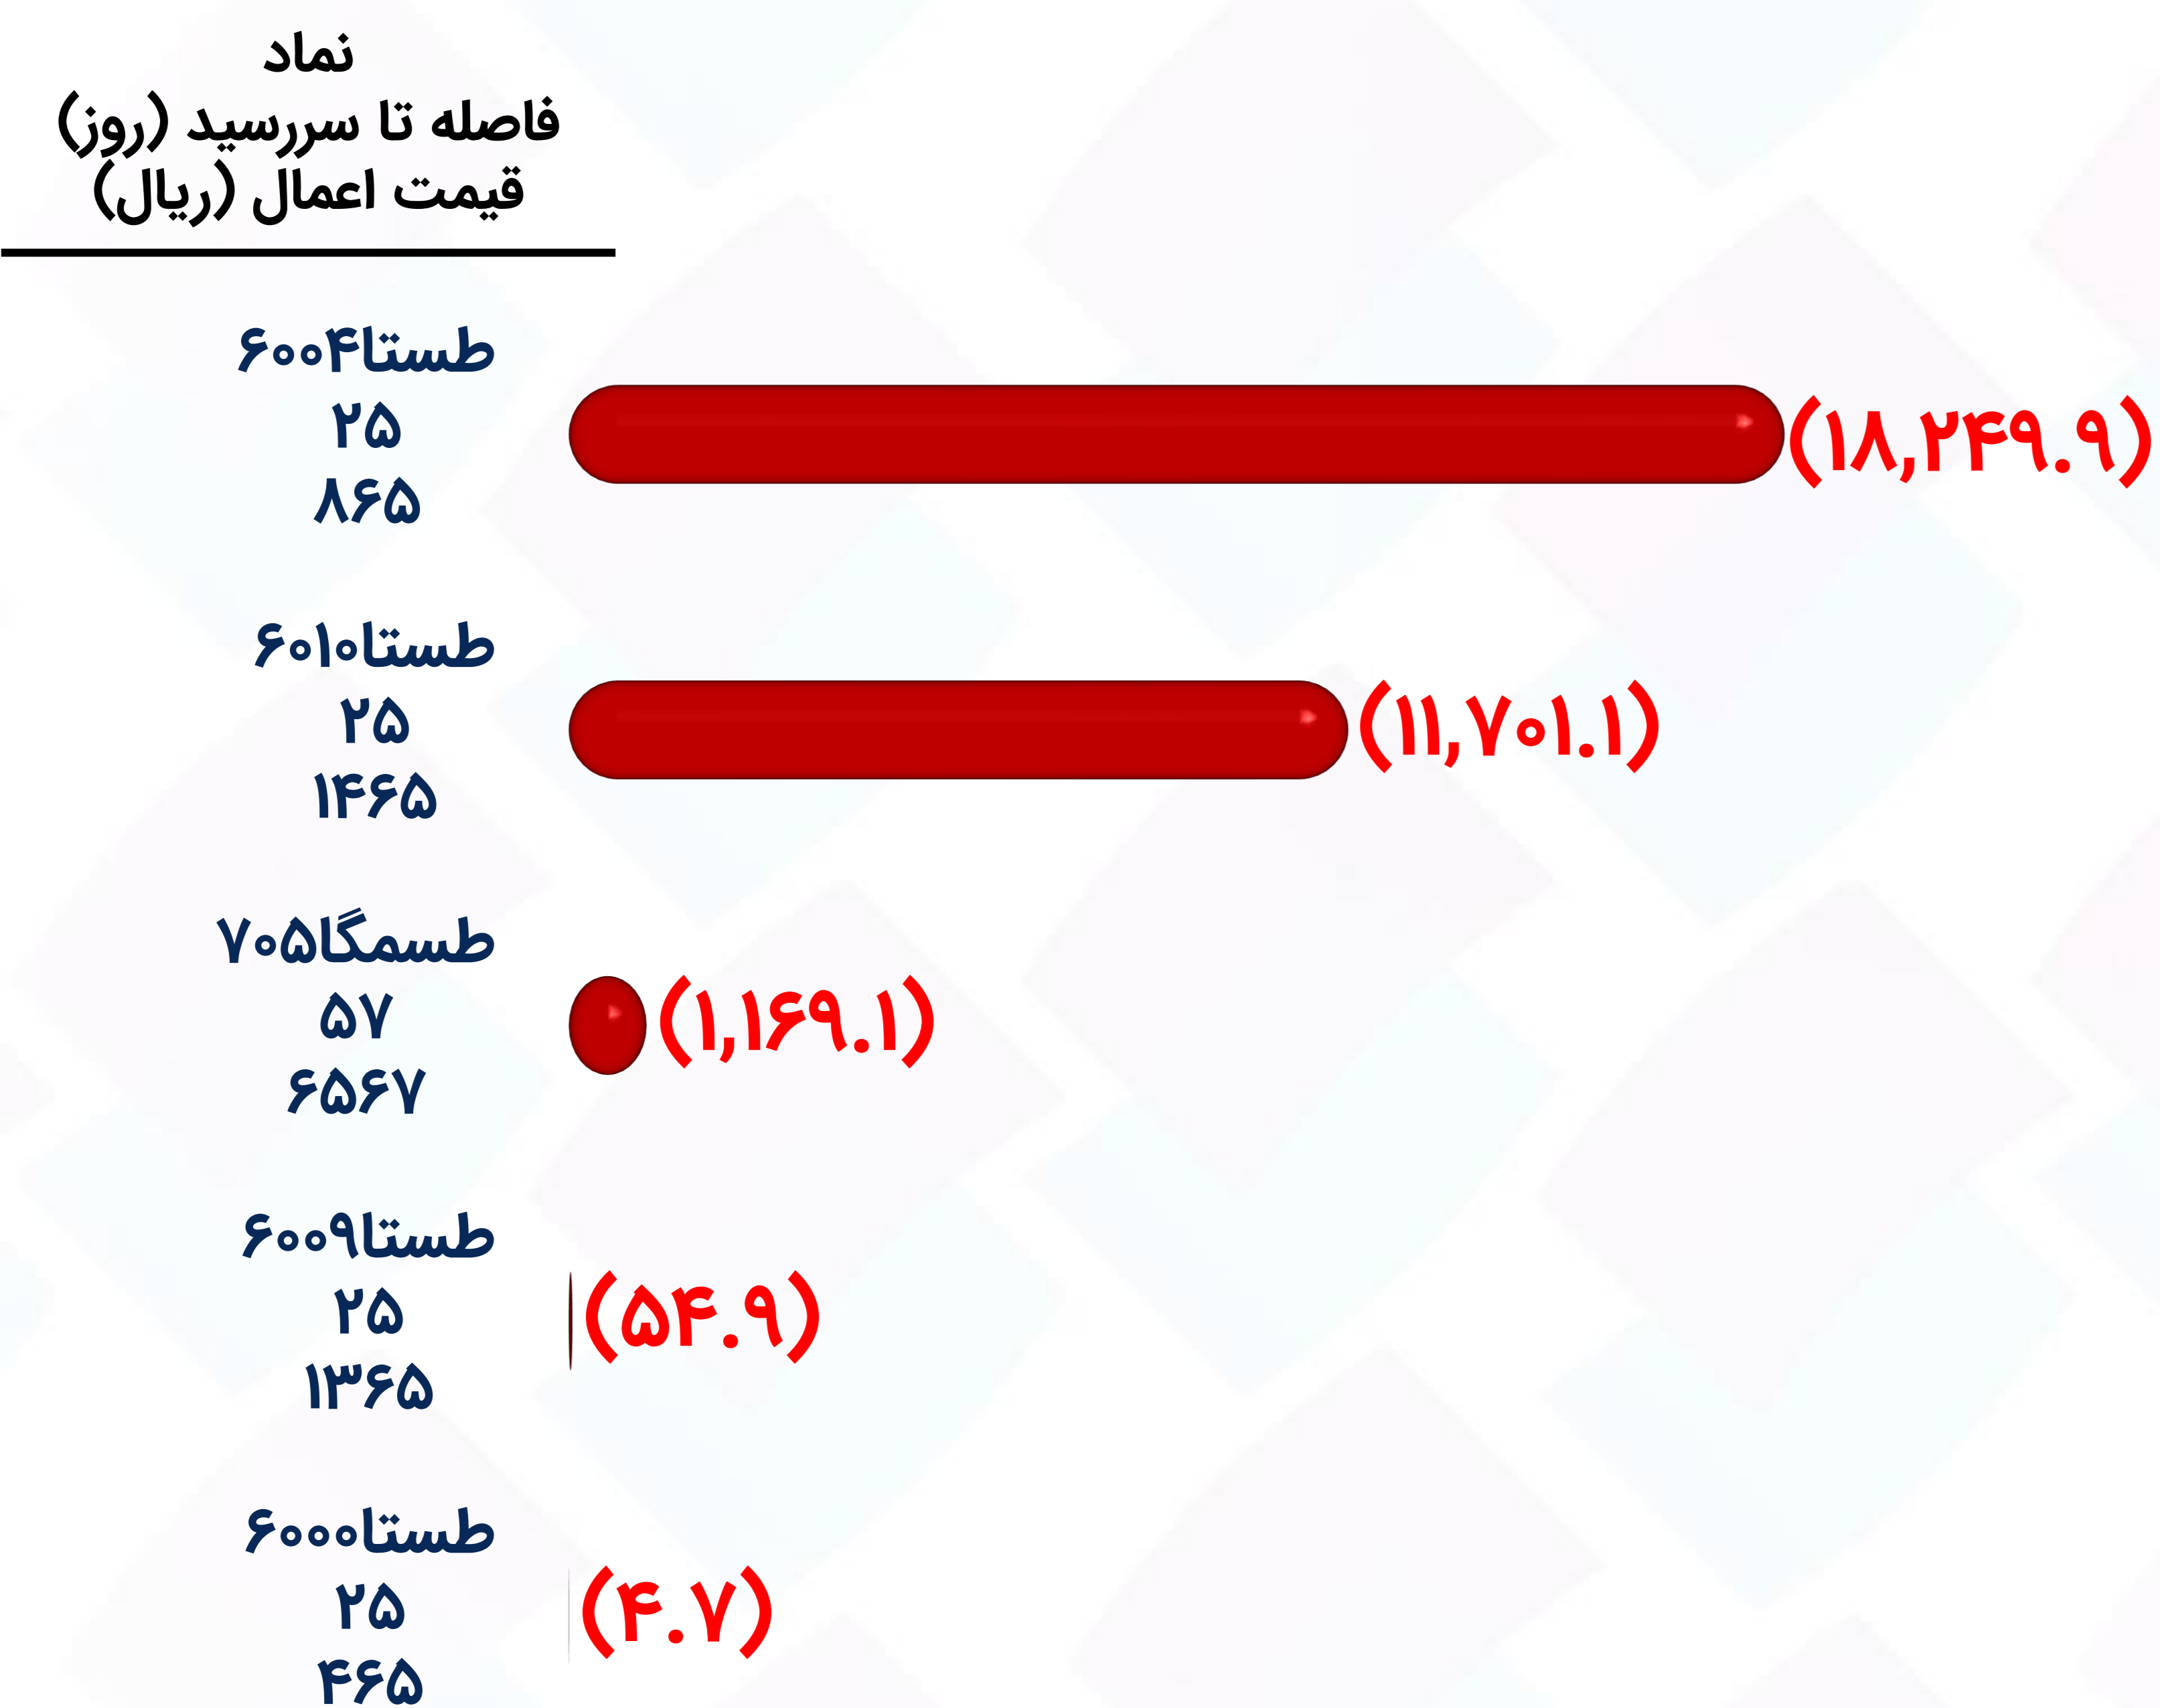 نماد
فاصله تا سررسید (روز)
قیمت اعمال (ریال)
طستا۶۰۰۴
۲۵
۸۶۵
(۱۸,۲۴۹.۹)
طستا۶۰۱۰
۲۵
۱۴۶۵
(۱۱,۷۰۱.۱)
طسمگا۷۰۵
۵۷
۶۵۶۷
(۱,۱۶۹.۱)
طستا۶۰۰۹
۲۵
۱۳۶۵
(۵۴.۹)
طستا۶۰۰۰
۲۵
۴۶۵
(۴.۷)